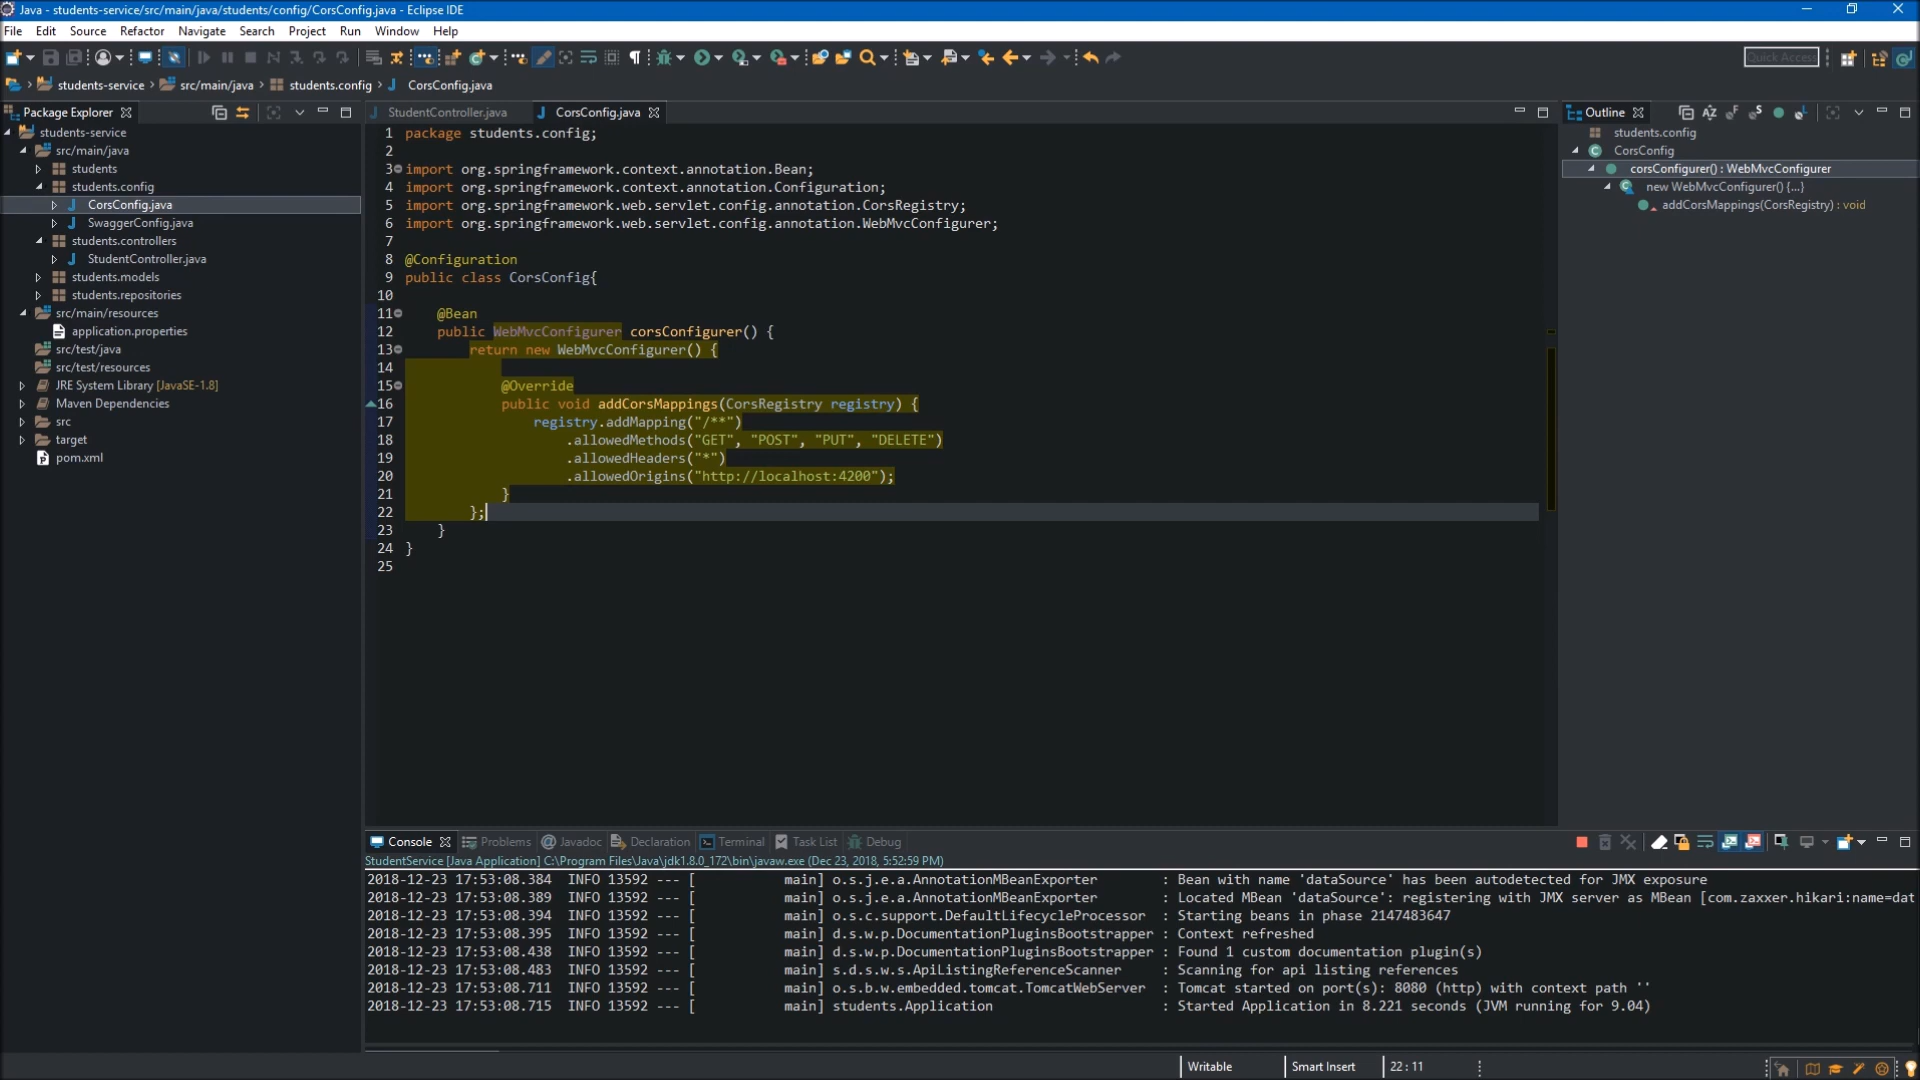 Java - students-service/src/main/java/students/config/CorsConfig.java - Eclipse IDE
File Edit Source Refactor Navigate Search Project Run Window Help
Quick Access
students-service src/main/java students.config CorsConfig.java
Package Explorer
students-service
src/main/java
students
students.config
CorsConfig.java
SwaggerConfig.java
students.controllers
StudentController.java
students.models
students.repositories
src/main/resources
application.properties
src/test/java
src/test/resources
JRE System Library [JavaSE-1.8]
Maven Dependencies
src
target
pom.xml
StudentController.java CorsConfig.java
1 package students.config;
2
3 import org.springframework.context.annotation.Bean;
4 import org.springframework.context.annotation.Configuration;
5 import org.springframework.web.servlet.config.annotation.CorsRegistry;
6 import org.springframework.web.servlet.config.annotation.WebMvcConfigurer;
7
8 @Configuration
9 public class CorsConfig{
10
11 @Bean
12 public WebMvcConfigurer corsConfigurer() {
13 return new WebMvcConfigurer() {
14
15 @Override
16 public void addCorsMappings(CorsRegistry registry) {
17 registry.addMapping("/**")
18 .allowedMethods("GET", "POST", "PUT", "DELETE")
19 .allowedHeaders("*")
20 .allowedOrigins("http://localhost:4200");
21 }
22 };
23 }
24 }
25
Outline
students.config
CorsConfig
corsConfigurer() : WebMvcConfigurer
new WebMvcConfigurer() {...}
addCorsMappings(CorsRegistry) : void
Console Problems Javadoc Declaration Terminal Task List Debug
StudentService [Java Application] C:\Program Files\Java\jdk1.8.0_172\bin\javaw.exe (Dec 23, 2018, 5:52:59 PM)
2018-12-23 17:53:08.384 INFO 13592 --- [ main] o.s.j.e.a.AnnotationMBeanExporter : Bean with name 'dataSource' has been autodetected for JMX exposure
2018-12-23 17:53:08.389 INFO 13592 --- [ main] o.s.j.e.a.AnnotationMBeanExporter : Located MBean 'dataSource': registering with JMX server as MBean [com.zaxxer.hikari:name=dat
2018-12-23 17:53:08.394 INFO 13592 --- [ main] o.s.c.support.DefaultLifecycleProcessor : Starting beans in phase 2147483647
2018-12-23 17:53:08.395 INFO 13592 --- [ main] d.s.w.p.DocumentationPluginsBootstrapper : Context refreshed
2018-12-23 17:53:08.438 INFO 13592 --- [ main] d.s.w.p.DocumentationPluginsBootstrapper : Found 1 custom documentation plugin(s)
2018-12-23 17:53:08.483 INFO 13592 --- [ main] s.d.s.w.s.ApiListingReferenceScanner : Scanning for api listing references
2018-12-23 17:53:08.711 INFO 13592 --- [ main] o.s.b.w.embedded.tomcat.TomcatWebServer : Tomcat started on port(s): 8080 (http) with context path ''
2018-12-23 17:53:08.715 INFO 13592 --- [ main] students.Application : Started Application in 8.221 seconds (JVM running for 9.04)
Writable Smart Insert 22 : 11